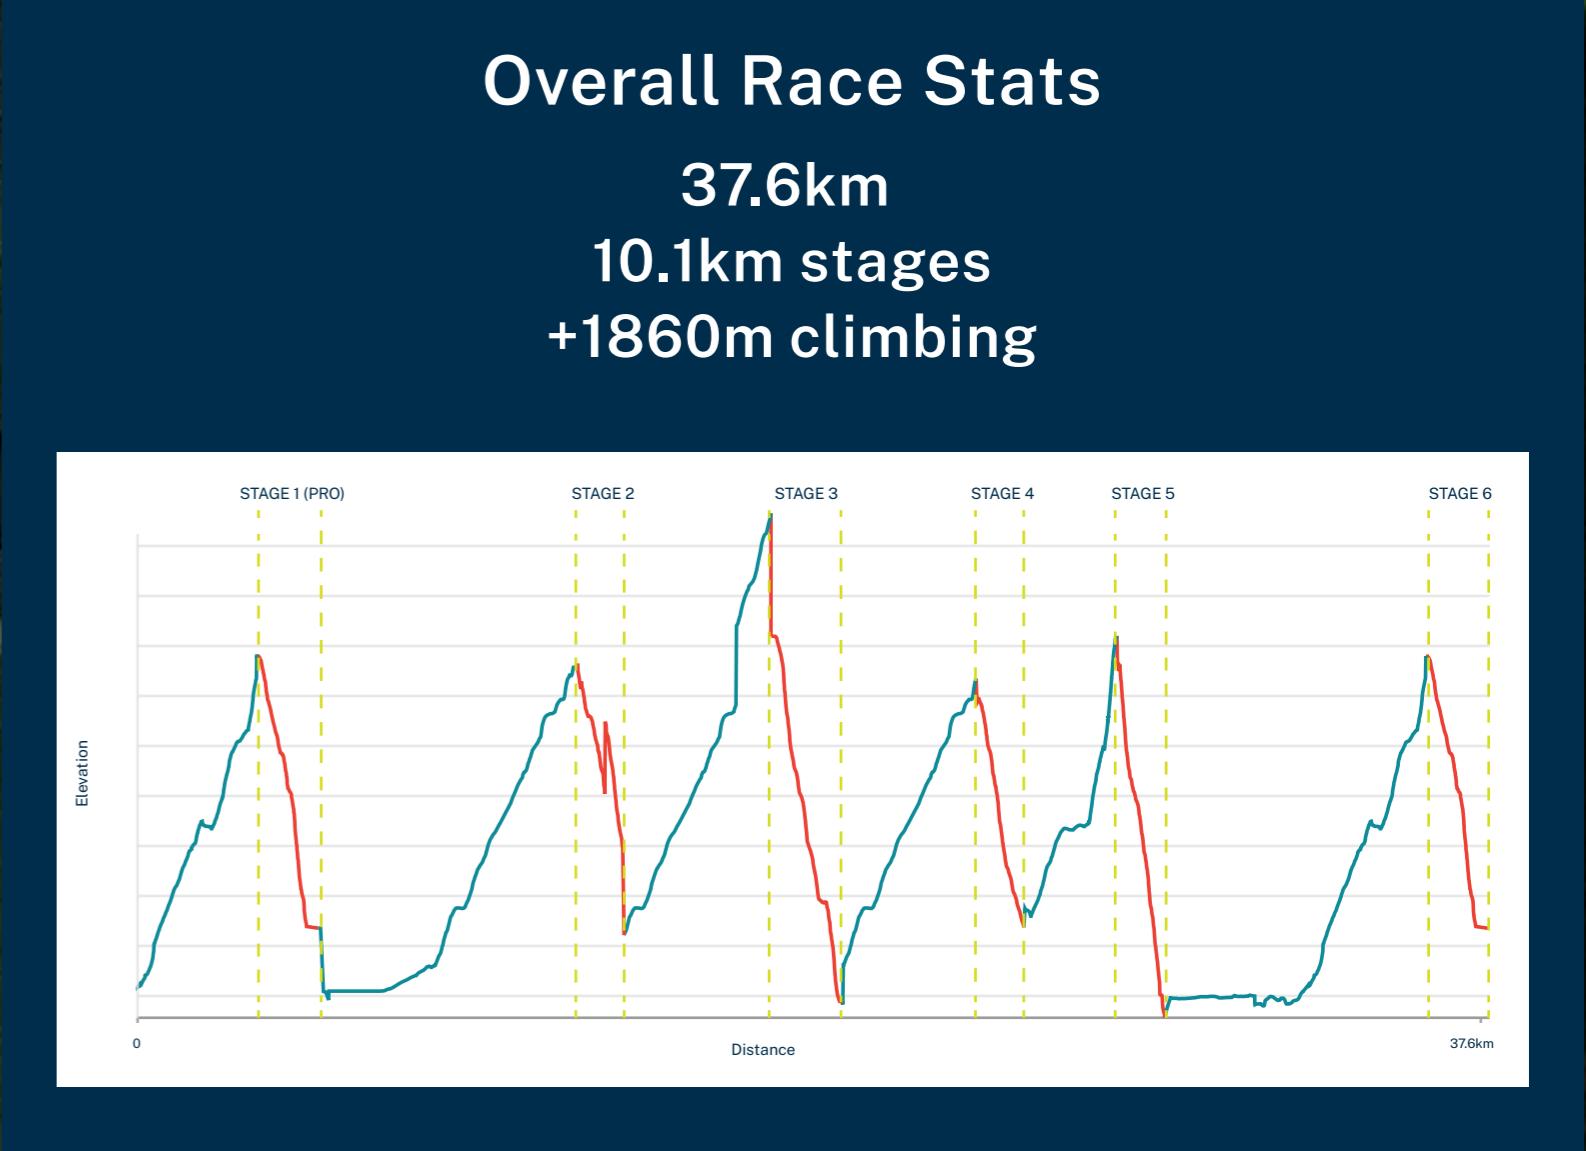 Overall Race Stats
37.6km
10.1km stages
+1860m climbing
STAGE 1 (PRO)
STAGE 2
STAGE 3
STAGE 4
STAGE 5
STAGE 6
Elevation
0
Distance
37.6km